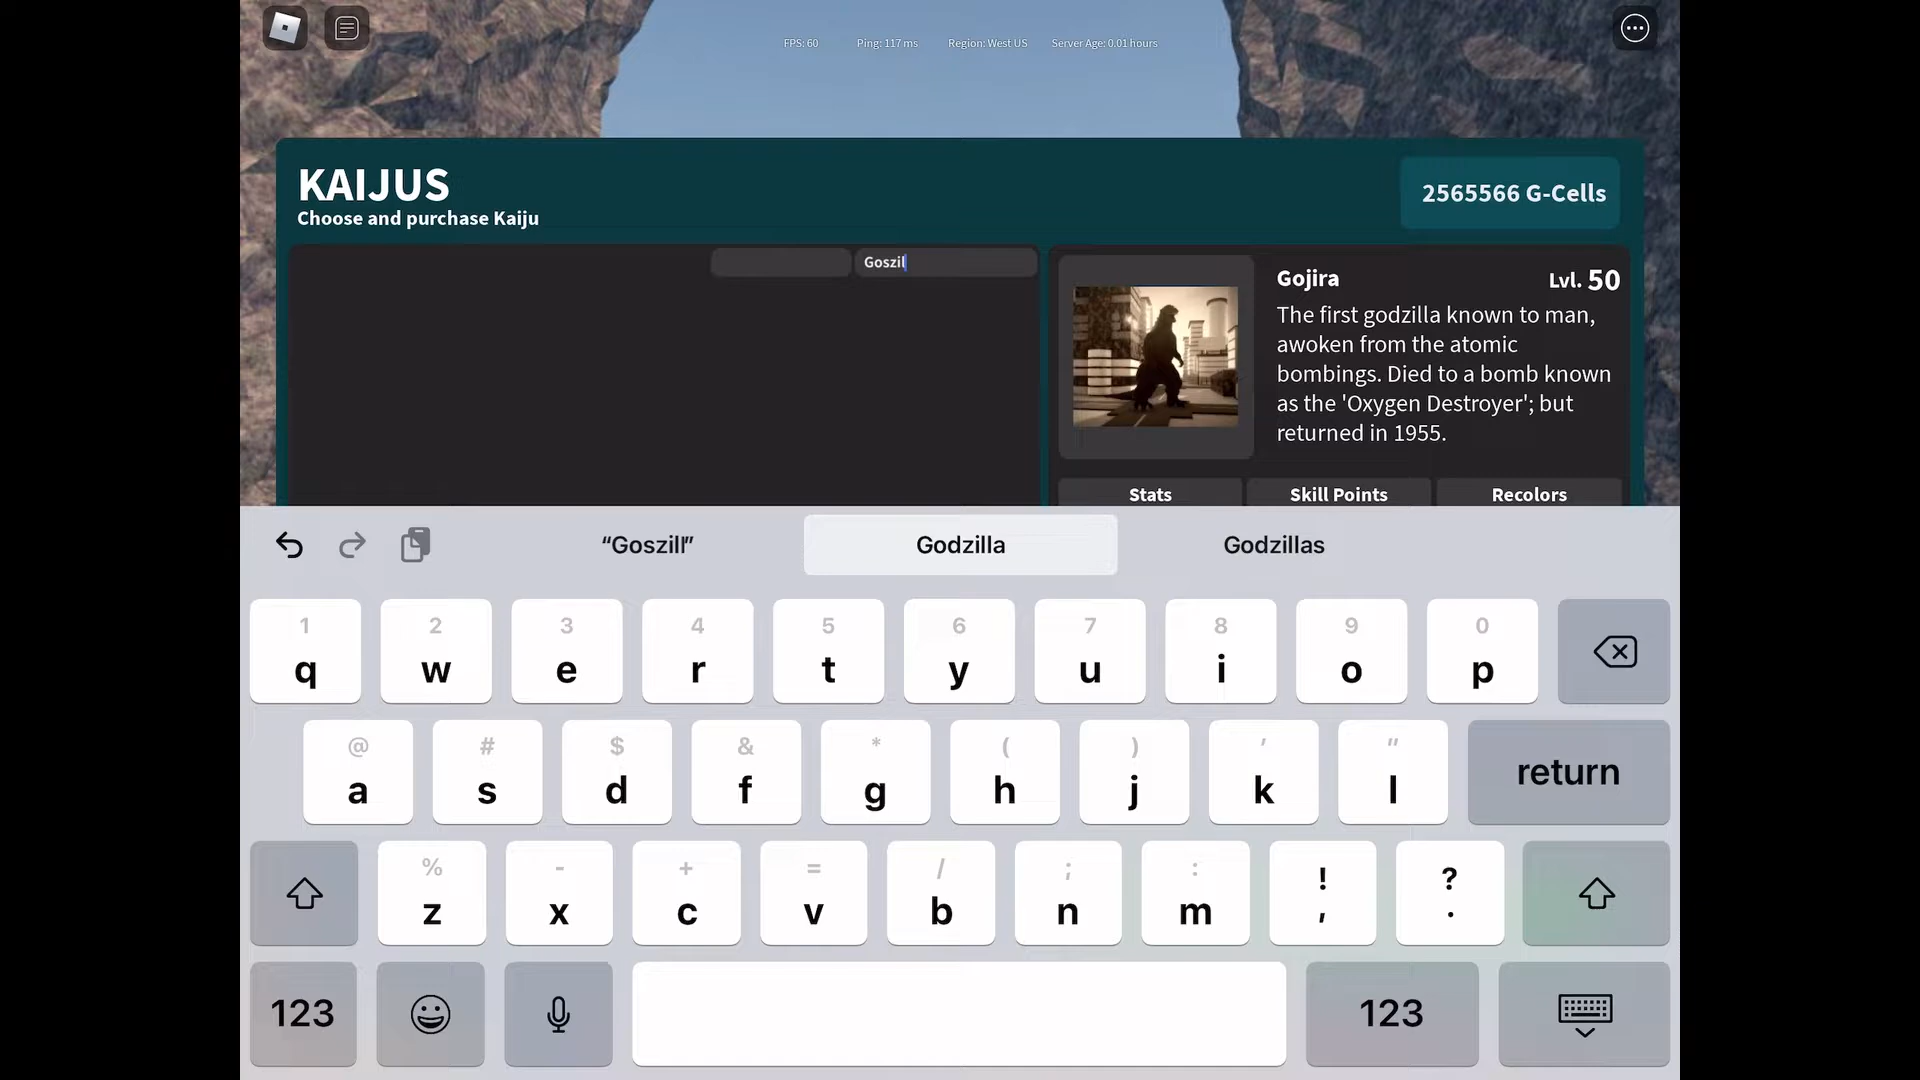 FPS: 60 Ping: 117 ms Region: West US Server Age: 0.01 hours
KAIJUS
Choose and purchase Kaiju
2565566 G-Cells
Goszil
Gojira
Lvl. 50
The first godzilla known to man,
awoken from the atomic
bombings. Died to a bomb known
as the 'Oxygen Destroyer'; but
returned in 1955.
Stats Skill Points Recolors
“Goszill” Godzilla Godzillas
1 2 3 4 5 6 7 8 9 0
q w e r t y u i o p
@ # $ & * ( ) ' "
a s d f g h j k l return
% - + = / ; : ! ?
z x c v b n m , .
123 123